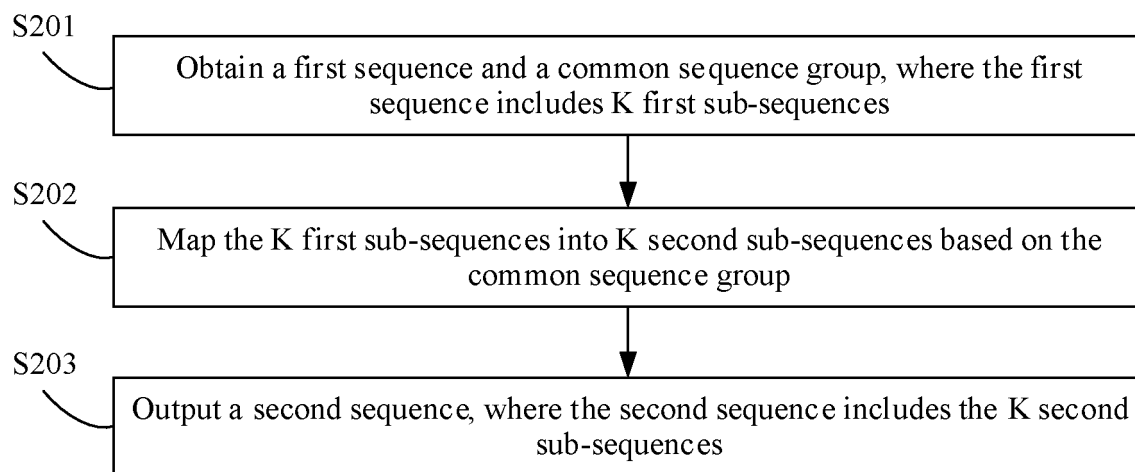 S201
Obtain a first sequence and a common sequence group, where the first
sequence includes K first sub-sequences
S202
Map the K first sub-sequences into K second sub-sequences based on the
common sequence group
S203
Output a second sequence, where the second sequence includes the K second
sub-sequences